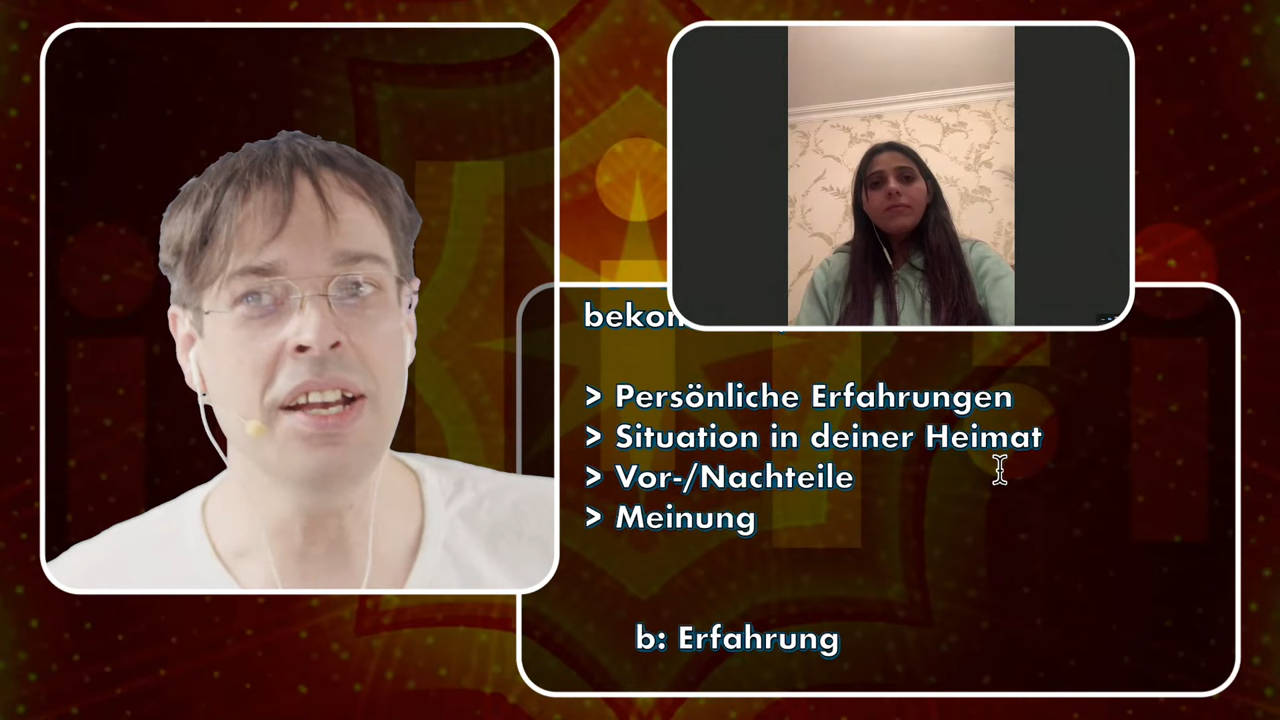 > Persönliche Erfahrungen
> Situation in deiner Heimat
> Vor-/Nachteile
> Meinung
b: Erfahrung